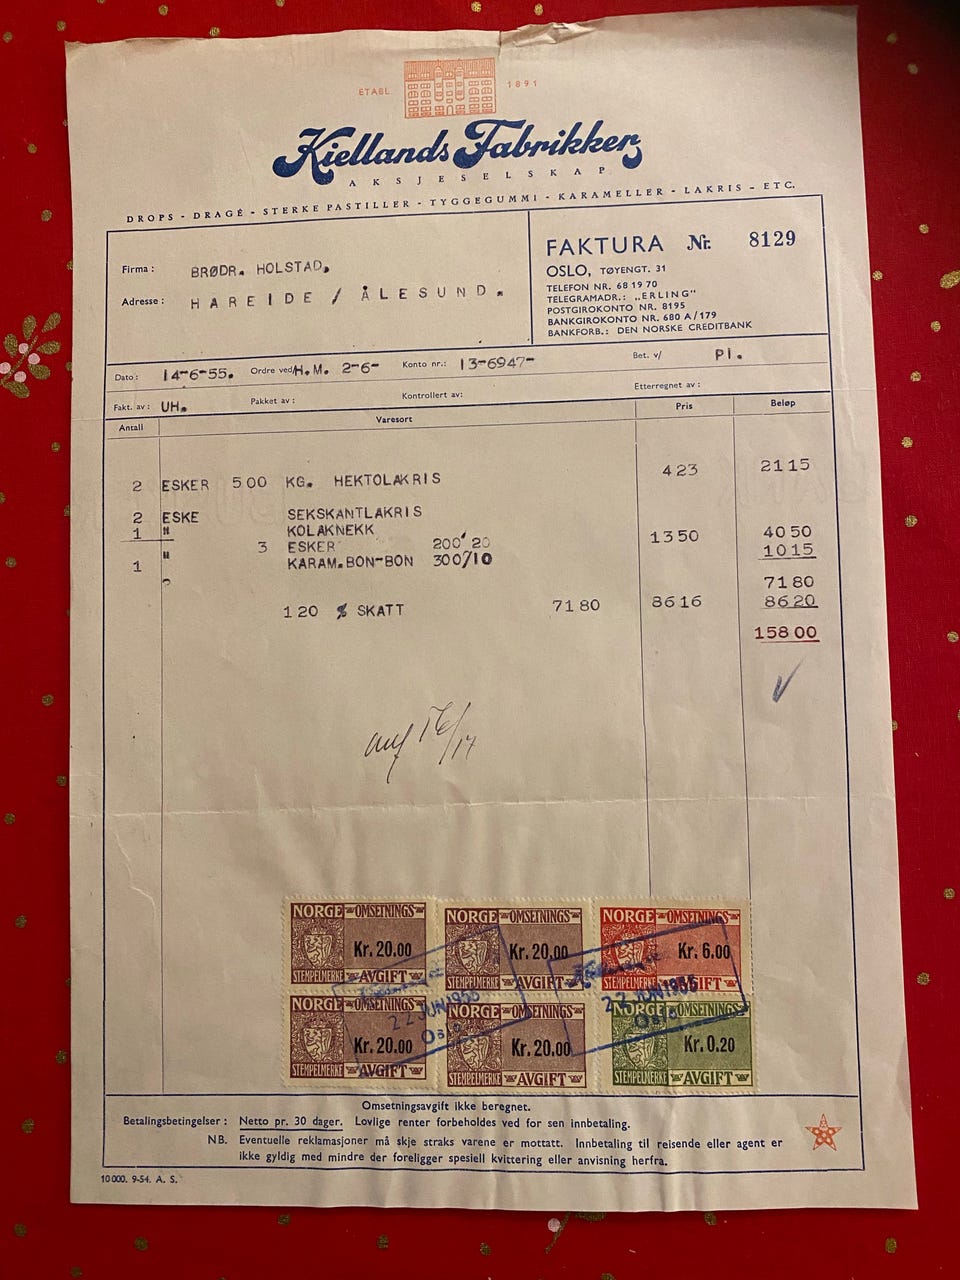 ETABL. 1891
Kiellands Fabrikker
AKSJESELSKAP
DROPS - DRAGÉ - STERKE PASTILLER - TYGGEGUMMI - KARAMELLER - LAKRIS - ETC.
Firma: BRØDR. HOLSTAD,
Adresse: HAREIDE / ÅLESUND.
FAKTURA Nr. 8129
OSLO, TØYENGT. 31
TELEFON NR. 68 19 70
TELEGRAMADR.: „ERLING"
POSTGIROKONTO NR. 8195
BANKGIROKONTO NR. 680 A/179
BANKFORB.: DEN NORSKE CREDITBANK
Dato: 14-6-55. Ordre ved/H.M. 2-6- Konto nr.: 13-6947- Bet. v/ PI.
Fakt. av: UH. Pakket av: Kontrollert av: Etterregnet av:
Antall Varesort Pris Beløp
2 ESKER 500 KG. HEKTOLAKRIS 423 2115
2 ESKE SEKSKANTLAKRIS
1 " KOLAKNEKK
3 ESKER 200'20 1350 4050
1 " KARAM.BON-BON 300/10 1015
7180
120 % SKATT 7180 8616 8620
15800
NORGE OMSETNINGS Kr. 20.00 STEMPELMERKE AVGIFT
NORGE OMSETNINGS Kr. 20.00 STEMPELMERKE AVGIFT
NORGE OMSETNINGS Kr. 6.00 STEMPELMERKE AVGIFT
NORGE OMSETNINGS Kr. 20.00 STEMPELMERKE AVGIFT
NORGE OMSETNINGS Kr. 20.00 STEMPELMERKE AVGIFT
NORGE OMSETNINGS Kr. 0.20 STEMPELMERKE AVGIFT
22 JUNI 1955
Oslo
22 JUNI 1955
Oslo
Omsetningsavgift ikke beregnet.
Betalingsbetingelser: Netto pr. 30 dager. Lovlige renter forbeholdes ved for sen innbetaling.
NB. Eventuelle reklamasjoner må skje straks varene er mottatt. Innbetaling til reisende eller agent er
ikke gyldig med mindre der foreligger spesiell kvittering eller anvisning herfra.
10000. 9-54. A. S.